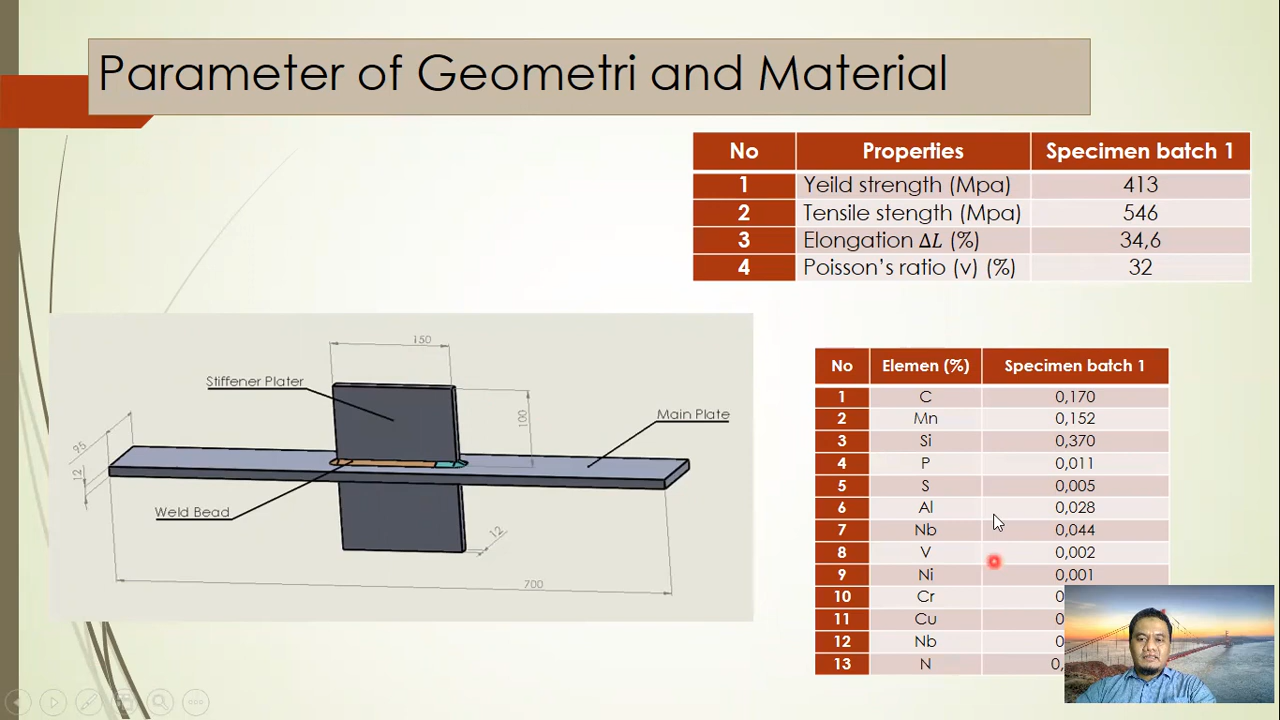 Parameter of Geometri and Material
No Properties Specimen batch 1
1 Yeild strength (Mpa) 413
2 Tensile stength (Mpa) 546
3 Elongation ΔL (%) 34,6
4 Poisson's ratio (v) (%) 32
150
Stiffener Plater
100
Main Plate
95
12
Weld Bead
12
700
No Elemen (%) Specimen batch 1
1 C 0,170
2 Mn 0,152
3 Si 0,370
4 P 0,011
5 S 0,005
6 Al 0,028
7 Nb 0,044
8 V 0,002
9 Ni 0,001
10 Cr
11 Cu
12 Nb
13 N